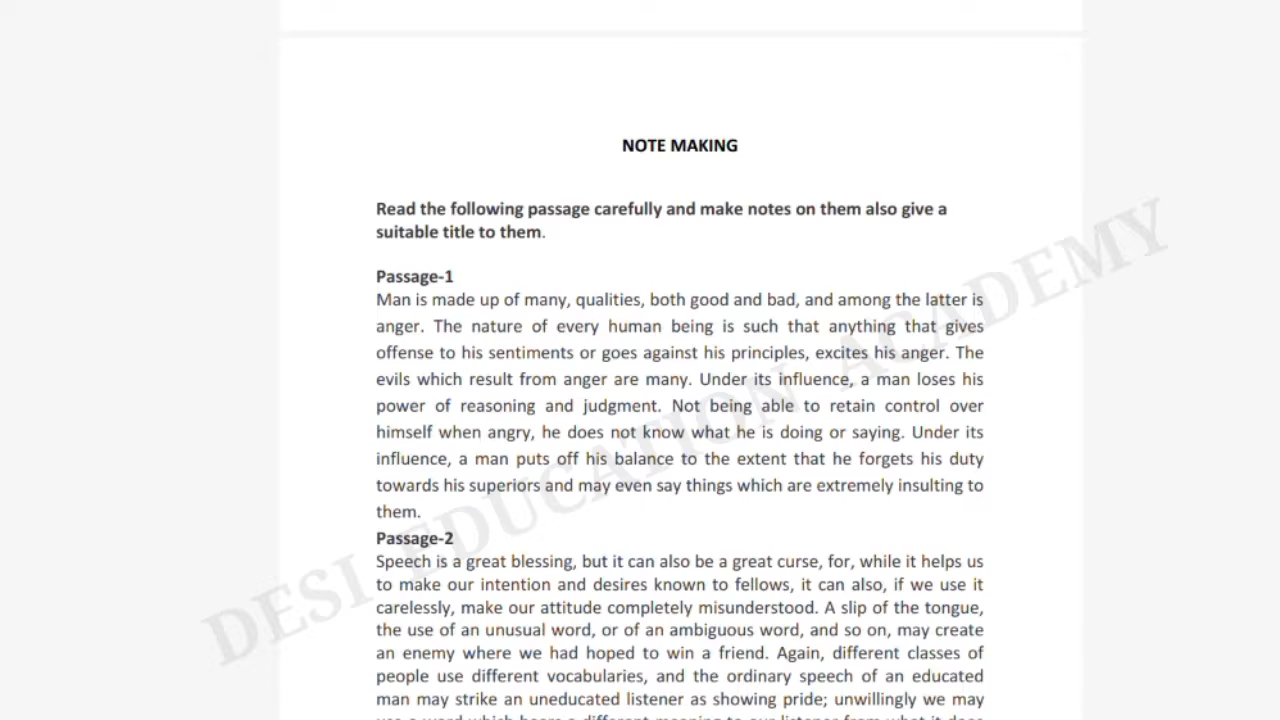 NOTE MAKING
Read the following passage carefully and make notes on them also give a
suitable title to them.
Passage-1
Man is made up of many, qualities, both good and bad, and among the latter is
anger. The nature of every human being is such that anything that gives
offense to his sentiments or goes against his principles, excites his anger. The
evils which result from anger are many. Under its influence, a man loses his
power of reasoning and judgment. Not being able to retain control over
himself when angry, he does not know what he is doing or saying. Under its
influence, a man puts off his balance to the extent that he forgets his duty
towards his superiors and may even say things which are extremely insulting to
them.
Passage-2
Speech is a great blessing, but it can also be a great curse, for, while it helps us
to make our intention and desires known to fellows, it can also, if we use it
carelessly, make our attitude completely misunderstood. A slip of the tongue,
the use of an unusual word, or of an ambiguous word, and so on, may create
an enemy where we had hoped to win a friend. Again, different classes of
people use different vocabularies, and the ordinary speech of an educated
man may strike an uneducated listener as showing pride; unwillingly we may
DESI EDUCATION ACADEMY